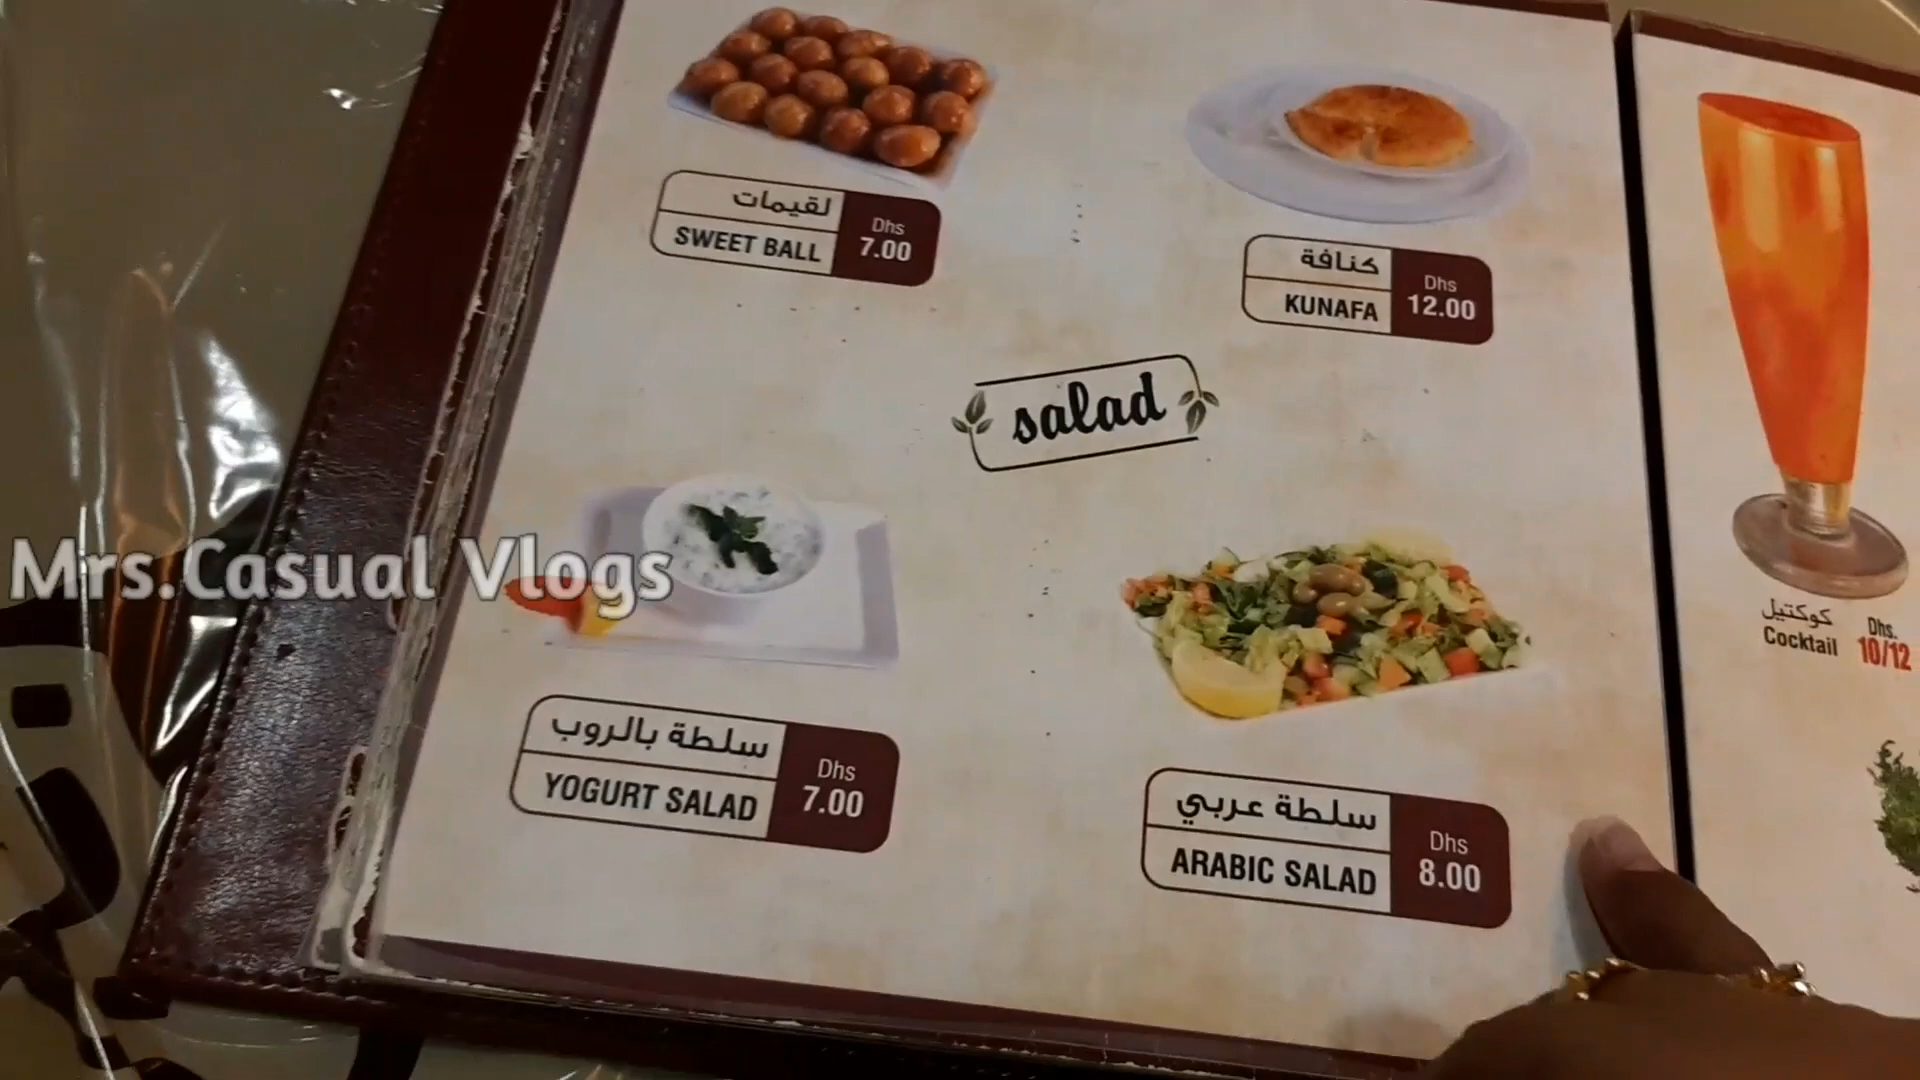 لقيمات
SWEET BALL
Dhs
7.00
كنافة
KUNAFA
Dhs
12.00
salad
سلطة بالروب
YOGURT SALAD
Dhs
7.00
سلطة عربي
ARABIC SALAD
Dhs
8.00
كوكتيل
Cocktail
Dhs.
10/12
Mrs.Casual Vlogs